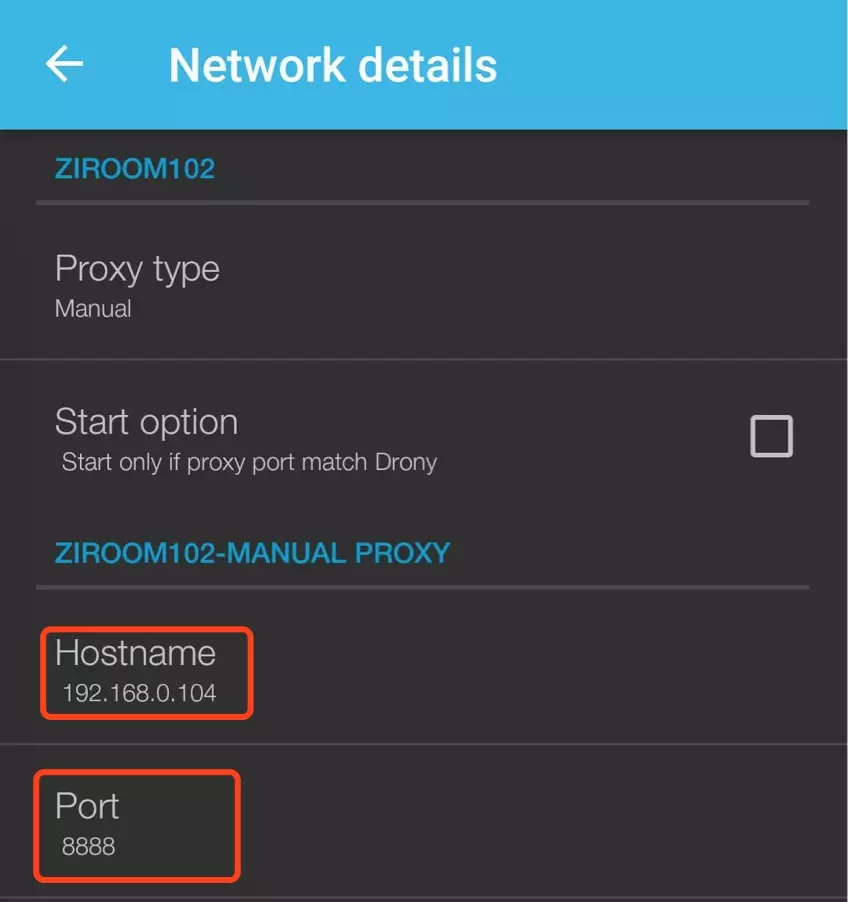 Network details
ZIROOM102
Proxy type
Manual
Start option
Start only if proxy port match Drony
ZIROOM102-MANUAL PROXY
Hostname
192.168.0.104
Port
8888